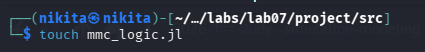 ┌──(nikita㉿nikita)-[~/…/labs/lab07/project/src]
└─$ touch mmc_logic.jl